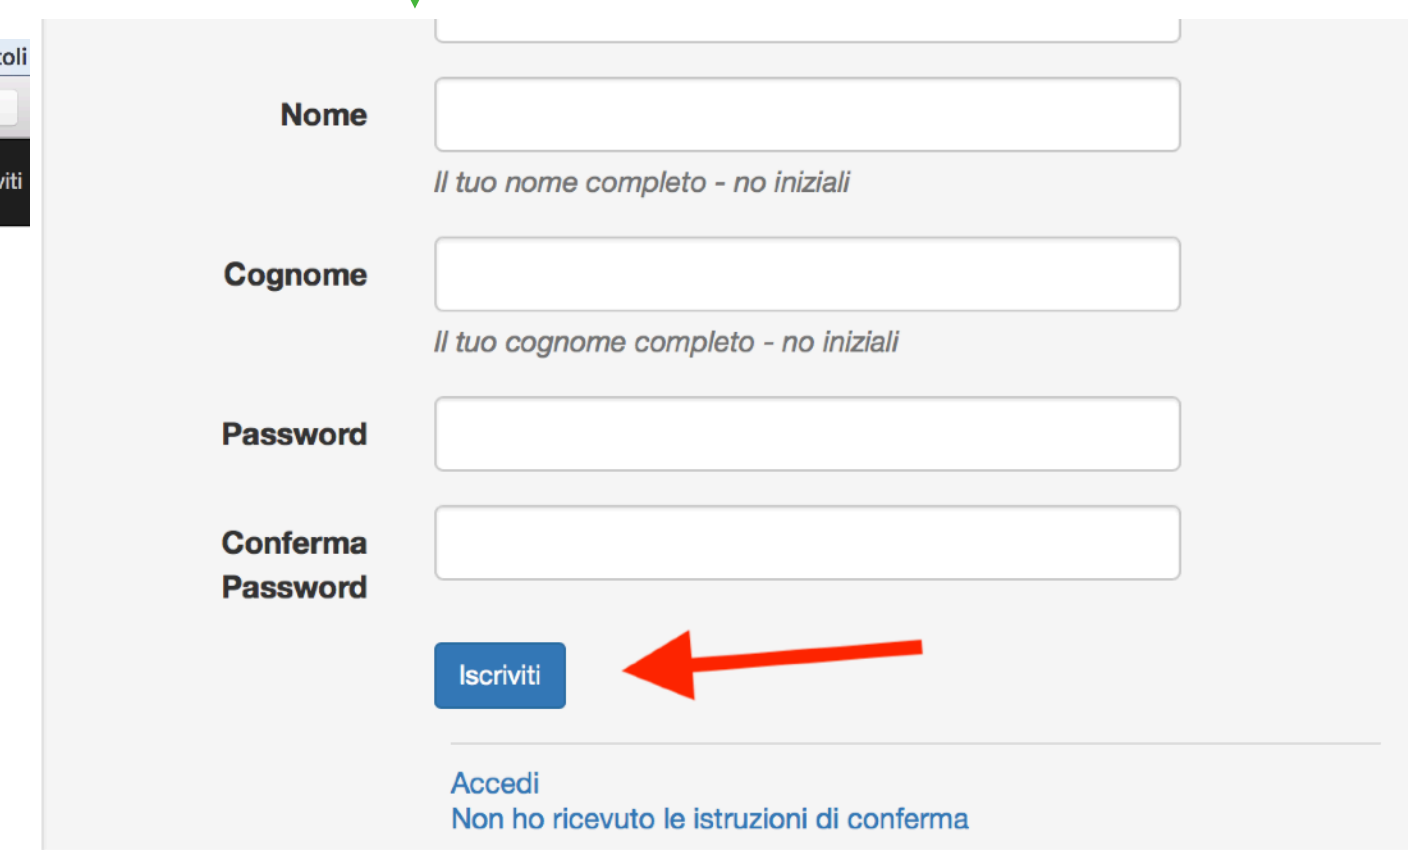 Nome
Il tuo nome completo - no iniziali
Cognome
Il tuo cognome completo - no iniziali
Password
Conferma
Password
Iscriviti
Accedi
Non ho ricevuto le istruzioni di conferma